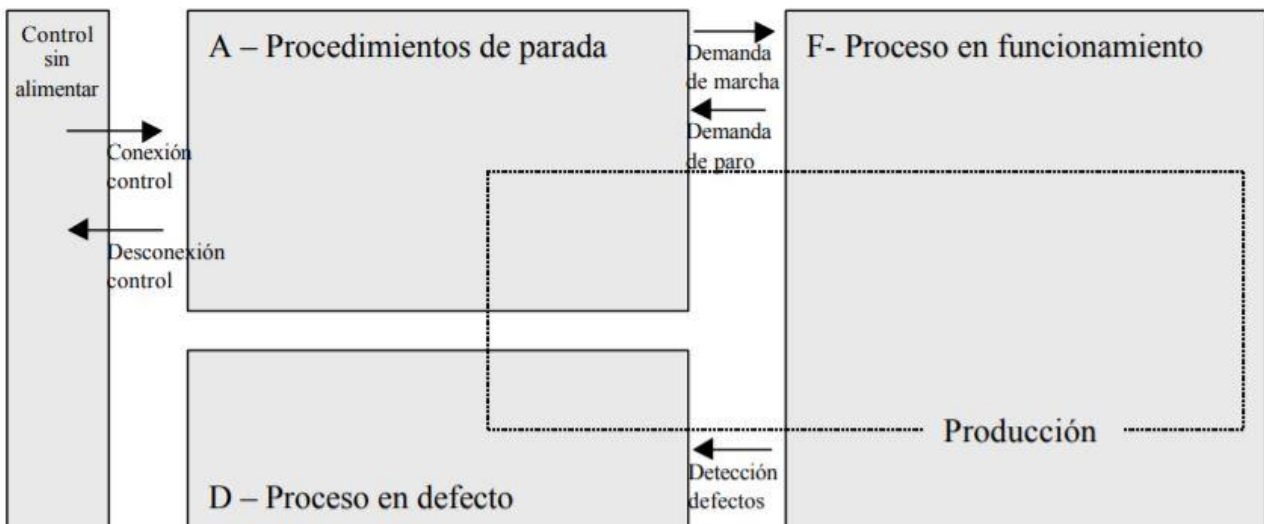 Control
sin
alimentar
Conexión
control
Desconexión
control
A – Procedimientos de parada
Demanda
de marcha
Demanda
de paro
F- Proceso en funcionamiento
Producción
D – Proceso en defecto
Detección
defectos